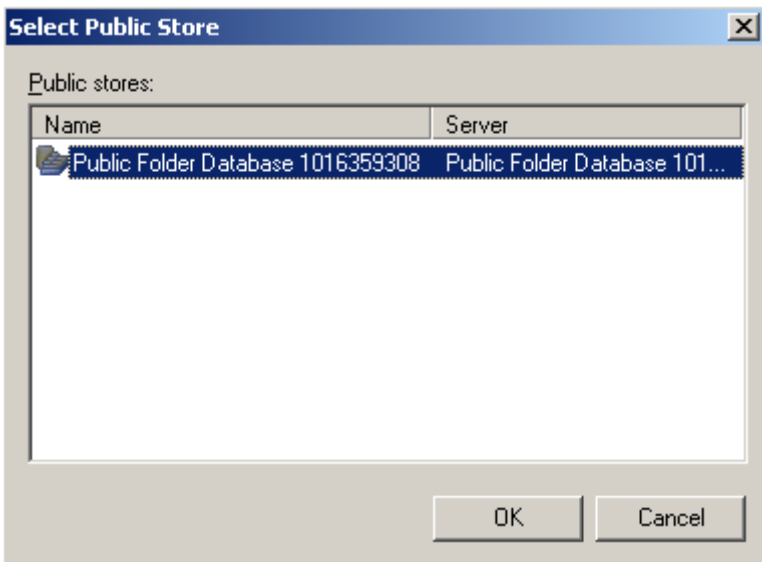 Select Public Store
Public stores:
Name Server
Public Folder Database 1016359308 Public Folder Database 101...
OK Cancel